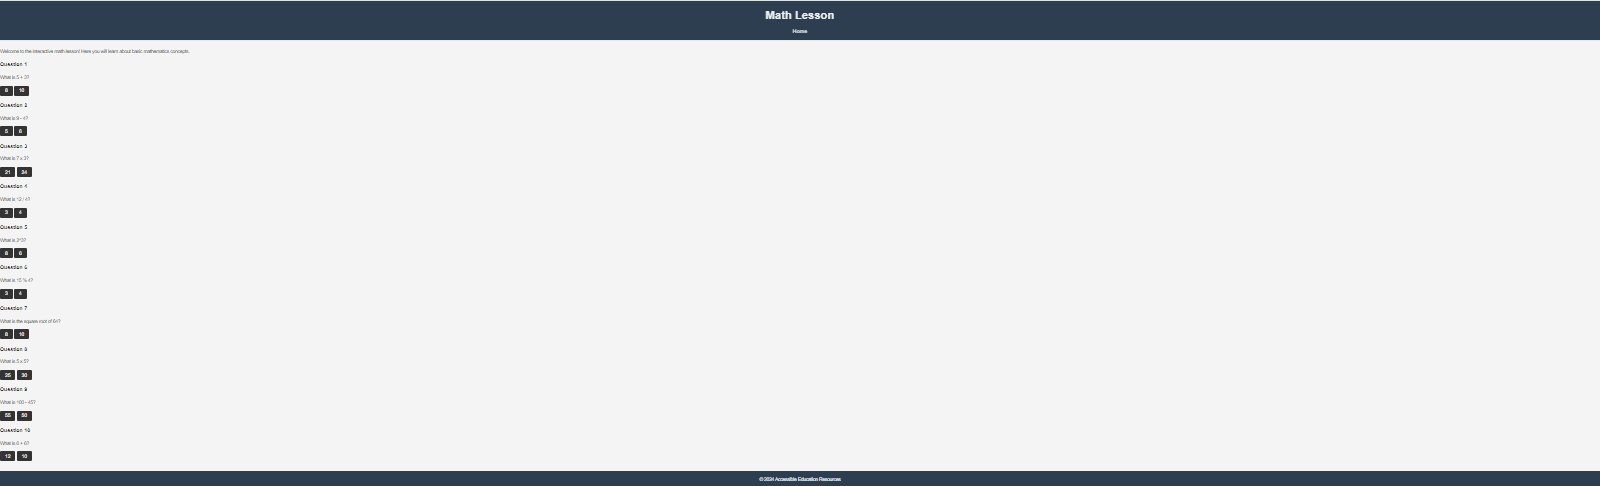 Math Lesson
Home
Welcome to the interactive math lesson! Here you will learn about basic mathematics concepts.
Question 1
What is 5 + 3?
8 10
Question 2
What is 9 - 4?
5 6
Question 3
What is 7 x 3?
21 24
Question 4
What is 12 / 4?
3 4
Question 5
What is 2^3?
8 6
Question 6
What is 15 % 4?
3 4
Question 7
What is the square root of 64?
8 10
Question 8
What is 5 x 5?
25 30
Question 9
What is 100 - 45?
55 50
Question 10
What is 6 + 6?
12 10
© 2024 Accessible Education Resources